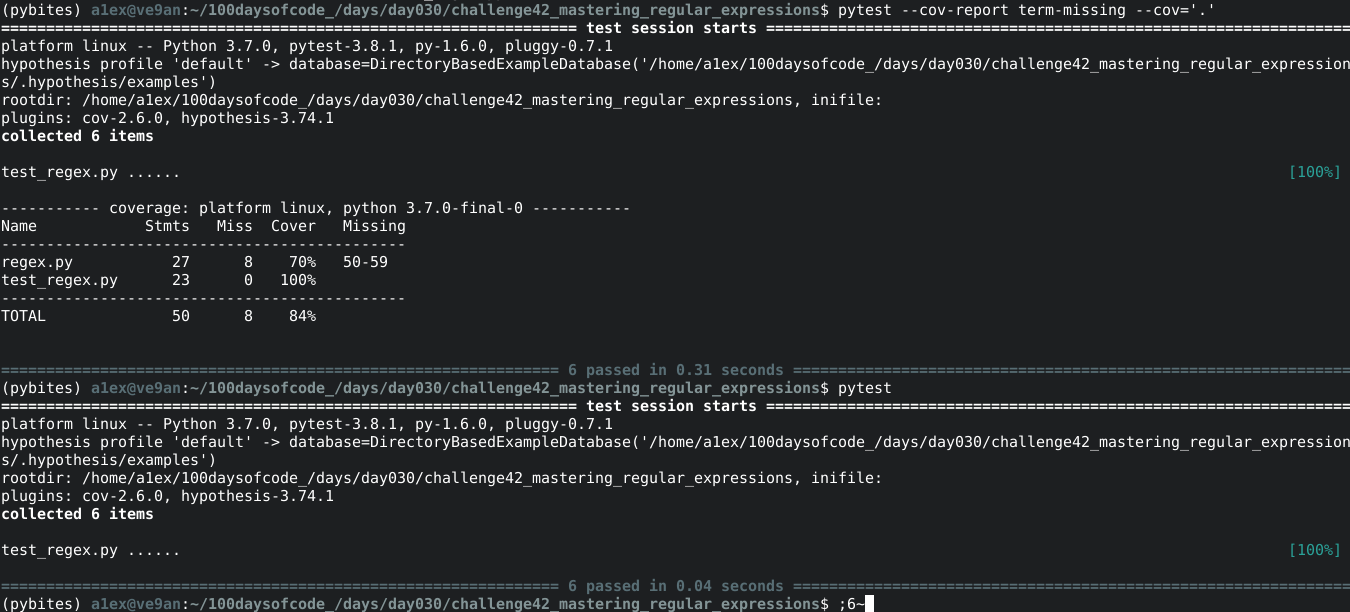 (pybites) a1ex@ve9an:~/100daysofcode_/days/day030/challenge42_mastering_regular_expressions$ pytest --cov-report term-missing --cov='.'
================================================================ test session starts =================================================================
platform linux -- Python 3.7.0, pytest-3.8.1, py-1.6.0, pluggy-0.7.1
hypothesis profile 'default' -> database=DirectoryBasedExampleDatabase('/home/a1ex/100daysofcode_/days/day030/challenge42_mastering_regular_expression
s/.hypothesis/examples')
rootdir: /home/a1ex/100daysofcode_/days/day030/challenge42_mastering_regular_expressions, inifile:
plugins: cov-2.6.0, hypothesis-3.74.1
collected 6 items
test_regex.py ...... [100%]
----------- coverage: platform linux, python 3.7.0-final-0 -----------
Name            Stmts   Miss  Cover   Missing
---------------------------------------------
regex.py           27      8    70%   50-59
test_regex.py      23      0   100%
---------------------------------------------
TOTAL              50      8    84%
============================================================== 6 passed in 0.31 seconds ==============================================================
(pybites) a1ex@ve9an:~/100daysofcode_/days/day030/challenge42_mastering_regular_expressions$ pytest
================================================================ test session starts =================================================================
platform linux -- Python 3.7.0, pytest-3.8.1, py-1.6.0, pluggy-0.7.1
hypothesis profile 'default' -> database=DirectoryBasedExampleDatabase('/home/a1ex/100daysofcode_/days/day030/challenge42_mastering_regular_expression
s/.hypothesis/examples')
rootdir: /home/a1ex/100daysofcode_/days/day030/challenge42_mastering_regular_expressions, inifile:
plugins: cov-2.6.0, hypothesis-3.74.1
collected 6 items
test_regex.py ...... [100%]
============================================================== 6 passed in 0.04 seconds ==============================================================
(pybites) a1ex@ve9an:~/100daysofcode_/days/day030/challenge42_mastering_regular_expressions$ ;6~